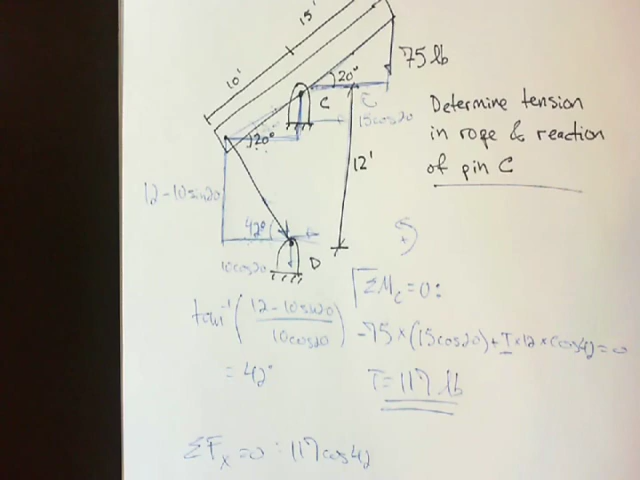 15'
10'
75 lb
20°
C
15cos20
20°
12'
Determine tension
in rope & reaction
of pin C
12-10sin20
42°
D
10cos20
ΣMc=0:
tan⁻¹(12-10sin20/10cos20)
-75×(15cos20)+T×12×cos42=0
=42°
T=117 lb
ΣFx=0:117cos42